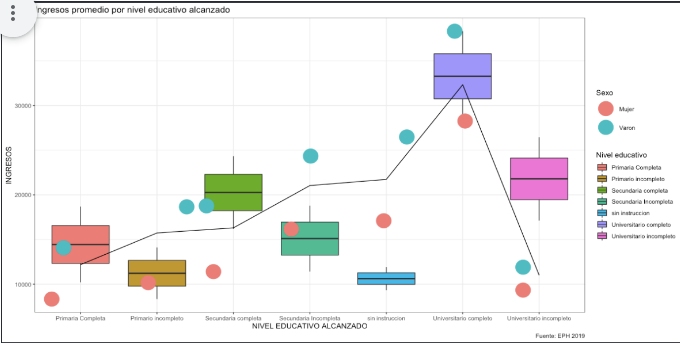 ngresos promedio por nivel educativo alcanzado
INGRESOS
30000
20000
10000
Primaria Completa
Primario incompleto
Secundaria completa
Secundaria Incompleta
sin instruccion
Universitario completo
Universitario incompleto
NIVEL EDUCATIVO ALCANZADO
Fuente: EPH 2019
Sexo
Mujer
Varon
Nivel educativo
Primaria Completa
Primario incompleto
Secundaria completa
Secundaria Incompleta
sin instruccion
Universitario completo
Universitario incompleto